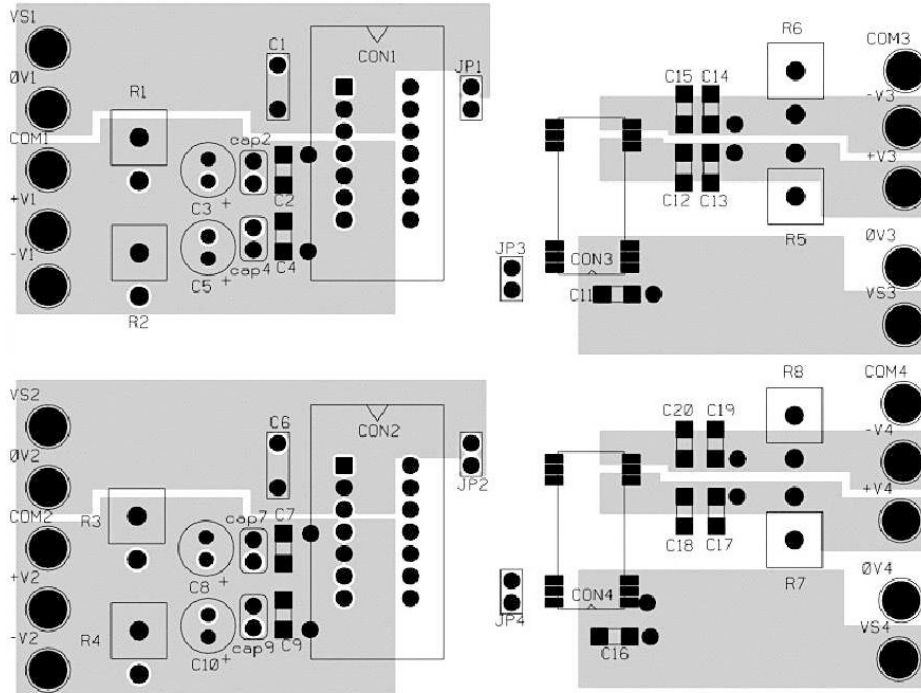 VS1
ØV1
COM1
+V1
-V1
R1
R2
C1
CON1
JP1
cap2
C2
C3 +
C4
cap4
C5 +
R6
COM3
C15 C14
-V3
+V3
C12 C13
R5
ØV3
JP3
CON3
C11
VS3
VS2
ØV2
COM2
+V2
-V2
R3
R4
C6
CON2
JP2
cap7
C7
C8 +
C9
cap9
C10 +
R8
COM4
C20 C19
-V4
+V4
C18 C17
R7
ØV4
JP4
CON4
C16
VS4